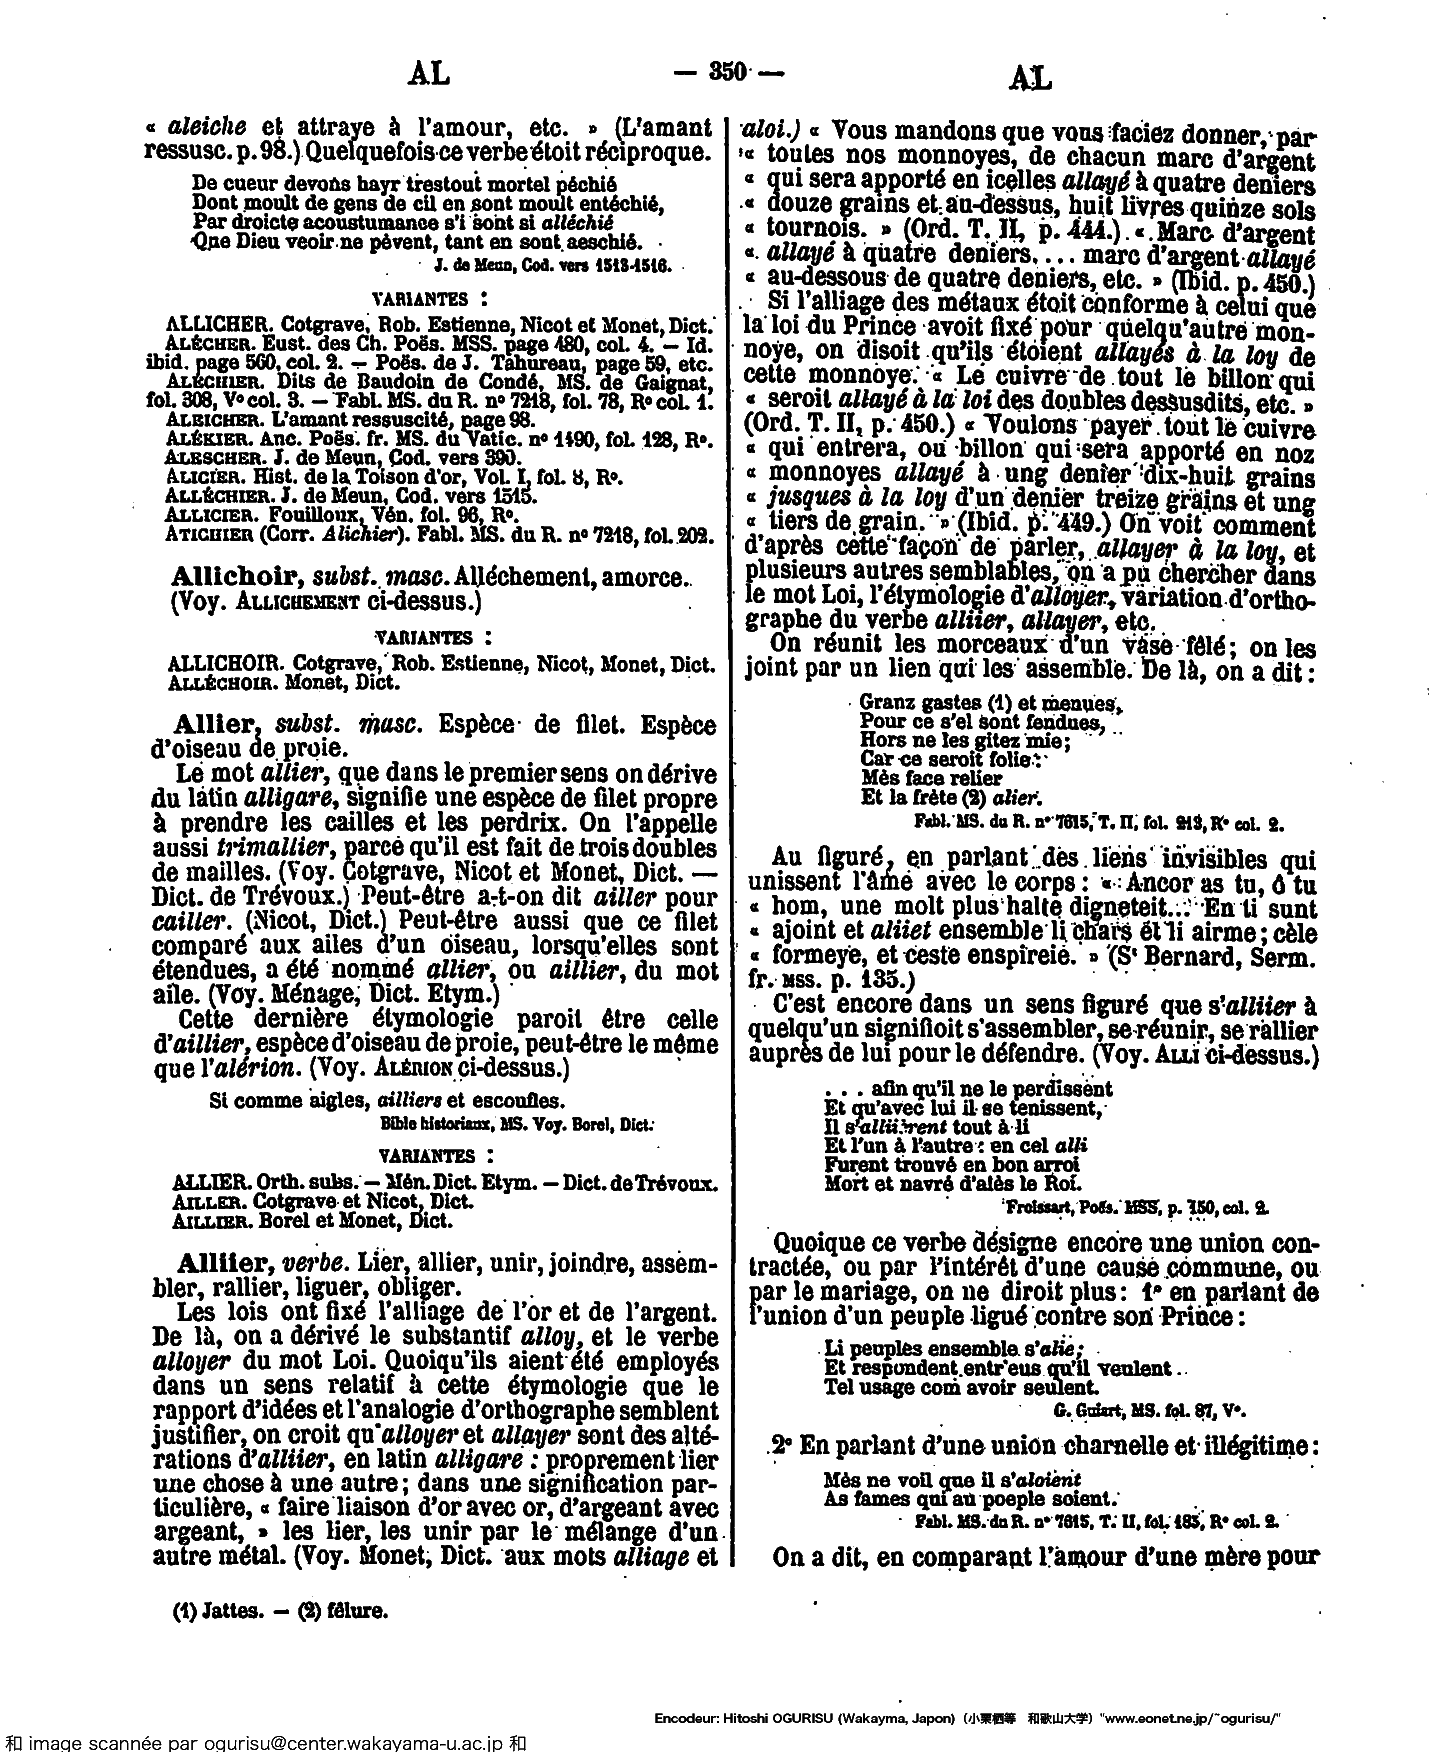 AL
— 350 —
AL
« aleiche et attraye à l'amour, etc. » (L'amant
ressusc. p. 98.) Quelquefois ce verbe étoit réciproque.
De cueur devons hayr trestout mortel péchié
Dont moult de gens de cil en sont moult entéchié,
Par droicte acoustumance s'i sont si alléchié
Que Dieu veoir ne pèvent, tant en sont aeschié.
J. de Meun, Cod. vers 1513-1516.
VARIANTES :
ALLICHER. Cotgrave, Rob. Estienne, Nicot et Monet, Dict.
ALÉCHER. Eust. des Ch. Poës. MSS. page 480, col. 4. — Id.
ibid. page 560, col. 2. — Poës. de J. Tahureau, page 59, etc.
ALÉCHIER. Dits de Baudoin de Condé, MS. de Gaignat,
fol. 308, Vo col. 3. — Fabl. MS. du R. no 7218, fol. 78, Ro col. 1.
ALEICHER. L'amant ressuscité, page 98.
ALÉKIER. Anc. Poës. fr. MS. du Vatic. no 1490, fol. 128, Ro.
ALESCHER. J. de Meun, Cod. vers 390.
ALICIER. Hist. de la Toison d'or, Vol. I, fol. 8, Ro.
ALLÉCHIER. J. de Meun, Cod. vers 1515.
ALLICIER. Fouilloux, Vén. fol. 96, Ro.
ATICHIER (Corr. Alichier). Fabl. MS. du R. no 7218, fol. 202.
Allichoir, subst. masc. Alléchement, amorce.
(Voy. ALLICHEMENT ci-dessus.)
VARIANTES :
ALLICHOIR. Cotgrave, Rob. Estienne, Nicot, Monet, Dict.
ALLÉCHOIR. Monet, Dict.
Allier, subst. masc. Espèce de filet. Espèce
d'oiseau de proie.
Le mot allier, que dans le premier sens on dérive
du latin alligare, signifie une espèce de filet propre
à prendre les cailles et les perdrix. On l'appelle
aussi trimallier, parce qu'il est fait de trois doubles
de mailles. (Voy. Cotgrave, Nicot et Monet, Dict. —
Dict. de Trévoux.) Peut-être a-t-on dit ailler pour
cailler. (Nicot, Dict.) Peut-être aussi que ce filet
comparé aux ailes d'un oiseau, lorsqu'elles sont
étendues, a été nommé allier, ou aillier, du mot
aile. (Voy. Ménage, Dict. Etym.)
Cette dernière étymologie paroit être celle
d'aillier, espèce d'oiseau de proie, peut-être le même
que l'alérion. (Voy. ALÉRION ci-dessus.)
Si comme aigles, ailliers et escoufles.
Bible historiaux, MS. Voy. Borel, Dict.
VARIANTES :
ALLIER. Orth. subs. — Mén. Dict. Etym. — Dict. de Trévoux.
AILLER. Cotgrave et Nicot, Dict.
AILLIER. Borel et Monet, Dict.
Alliier, verbe. Lier, allier, unir, joindre, assem-
bler, rallier, liguer, obliger.
Les lois ont fixé l'alliage de l'or et de l'argent.
De là, on a dérivé le substantif alloy, et le verbe
alloyer du mot Loi. Quoiqu'ils aient été employés
dans un sens relatif à cette étymologie que le
rapport d'idées et l'analogie d'orthographe semblent
justifier, on croit qu'alloyer et allayer sont des alté-
rations d'alliier, en latin alligare : proprement lier
une chose à une autre ; dans une signification par-
ticulière, « faire liaison d'or avec or, d'argeant avec
argeant, » les lier, les unir par le mélange d'un
autre métal. (Voy. Monet, Dict. aux mots alliage et
aloi.) « Vous mandons que vous faciez donner, par
« toutes nos monnoyes, de chacun marc d'argent
« qui sera apporté en icelles allayé à quatre deniers
« douze grains et au-dessus, huit livres quinze sols
« tournois. » (Ord. T. II, p. 444.) « Marc d'argent
« allayé à quatre deniers.... marc d'argent allayé
« au-dessous de quatre deniers, etc. » (Ibid. p. 450.)
Si l'alliage des métaux étoit conforme à celui que
la loi du Prince avoit fixé pour quelqu'autre mon-
noye, on disoit qu'ils étoient allayés à la loy de
cette monnoye. « Le cuivre de tout le billon qui
« seroit allayé à la loi des doubles dessusdits, etc. »
(Ord. T. II, p. 450.) « Voulons payer tout le cuivre
« qui entrera, ou billon qui sera apporté en noz
« monnoyes allayé à ung denier dix-huit grains
« jusques à la loy d'un denier treize grains et ung
« tiers de grain. » (Ibid. p. 449.) On voit comment
d'après cette façon de parler, allayer à la loy, et
plusieurs autres semblables, on a pu chercher dans
le mot Loi, l'étymologie d'alloyer, variation d'ortho-
graphe du verbe alliier, allayer, etc.
On réunit les morceaux d'un vase fêlé ; on les
joint par un lien qui les assemble. De là, on a dit :
Granz gastes (1) et menues,
Pour ce s'el sont fendues,
Hors ne les gitez mie;
Car ce seroit folie :
Mès face relier
Et la frète (2) alier.
Fabl. MS. du R. no 7615, T. II, fol. 213, Ro col. 2.
Au figuré, en parlant des liens invisibles qui
unissent l'âme avec le corps : « Ancor as tu, ô tu
« hom, une molt plus halte digneteit... En ti sunt
« ajoint et aliiet ensemble li chars et li airme ; cèle
« formeye, et ceste enspireie. » (St Bernard, Serm.
fr. MSS. p. 135.)
C'est encore dans un sens figuré que s'alliier à
quelqu'un signifioit s'assembler, se réunir, se rallier
auprès de lui pour le défendre. (Voy. ALLI ci-dessus.)
. . . afin qu'il ne le perdissent
Et qu'avec lui il se tenissent,
Il s'alliièrent tout à li
Et l'un à l'autre : en cel alli
Furent trouvé en bon arroi
Mort et navré d'alès le Roi.
Froissart, Poës. MSS, p. 150, col. 2.
Quoique ce verbe désigne encore une union con-
tractée, ou par l'intérêt d'une cause commune, ou
par le mariage, on ne diroit plus : 1o en parlant de
l'union d'un peuple ligué contre son Prince :
Li peuples ensemble s'alie;
Et respondent entr'eus qu'il veulent
Tel usage com avoir seulent.
G. Guiart, MS. fol. 87, Vo.
2o En parlant d'une union charnelle et illégitime :
Mès ne voil que il s'aloient
As fames qui au poeple soient.
Fabl. MS. du R. no 7615, T. II, fol. 183, Ro col. 2.
On a dit, en comparant l'amour d'une mère pour
(1) Jattes. — (2) fêlure.
Encodeur: Hitoshi OGURISU (Wakayma, Japon) (小栗栖等 和歌山大学) "www.eonet.ne.jp/~ogurisu/"
和 image scannée par ogurisu@center.wakayama-u.ac.jp 和